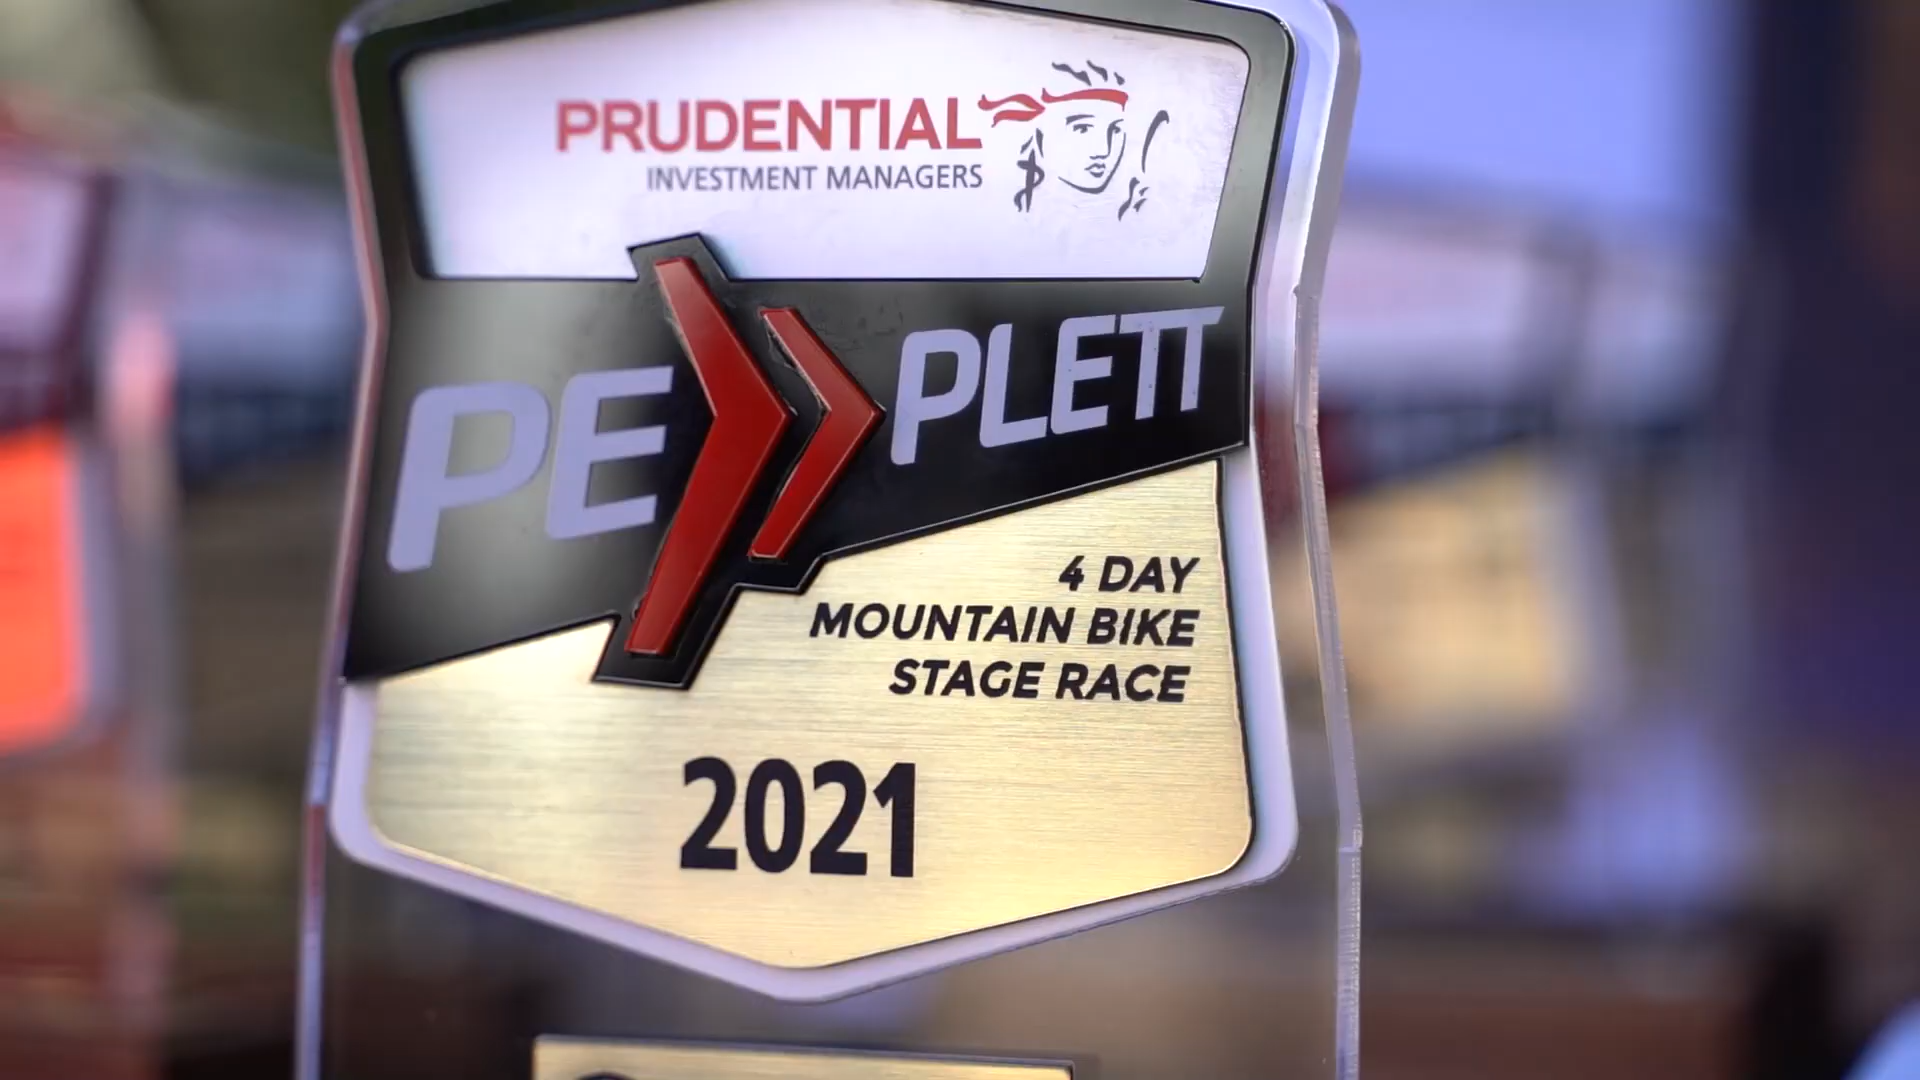 PRUDENTIAL
INVESTMENT MANAGERS
PE PLETT
4 DAY
MOUNTAIN BIKE
STAGE RACE
2021